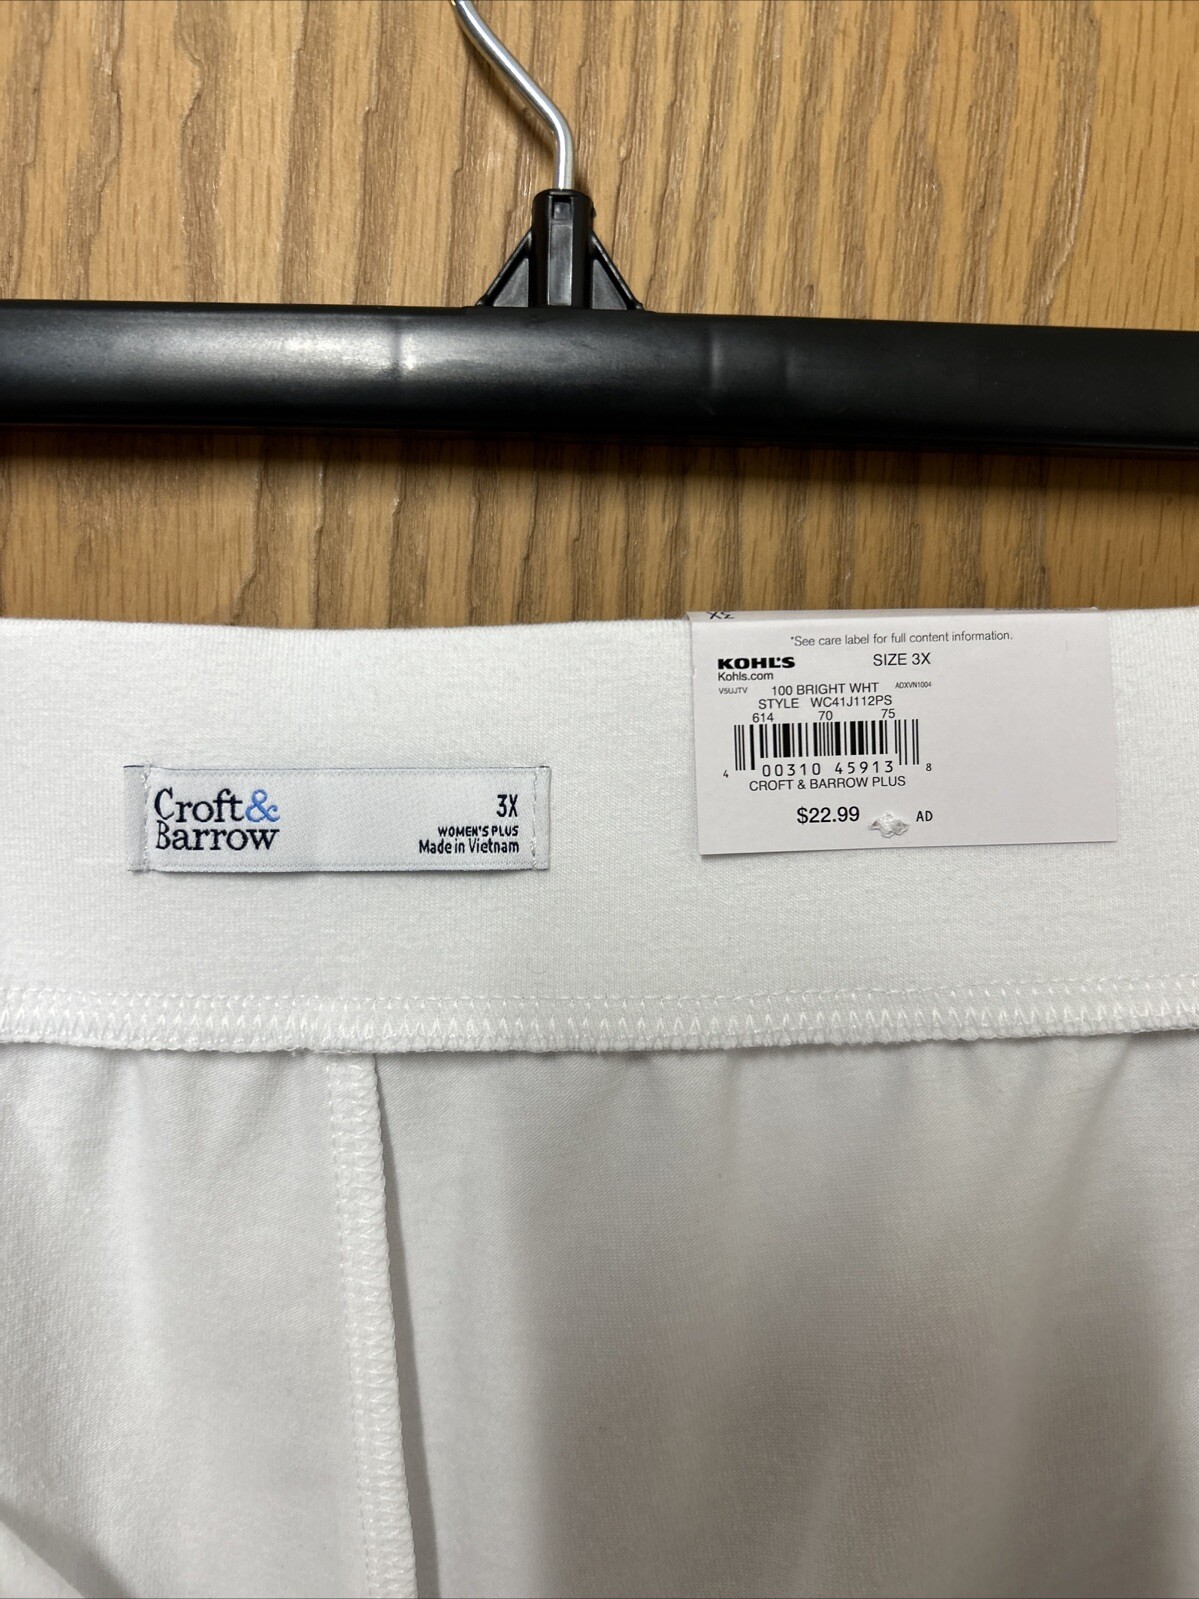 *See care label for full content information.
KOHL'S SIZE 3X
Kohls.com
V5UJTV 100 BRIGHT WHT ADXVN1004
STYLE WC41J112PS
614 70 75
4 00310 45913 8
CROFT & BARROW PLUS
$22.99 AD
Croft&
Barrow
3X
WOMEN'S PLUS
Made in Vietnam